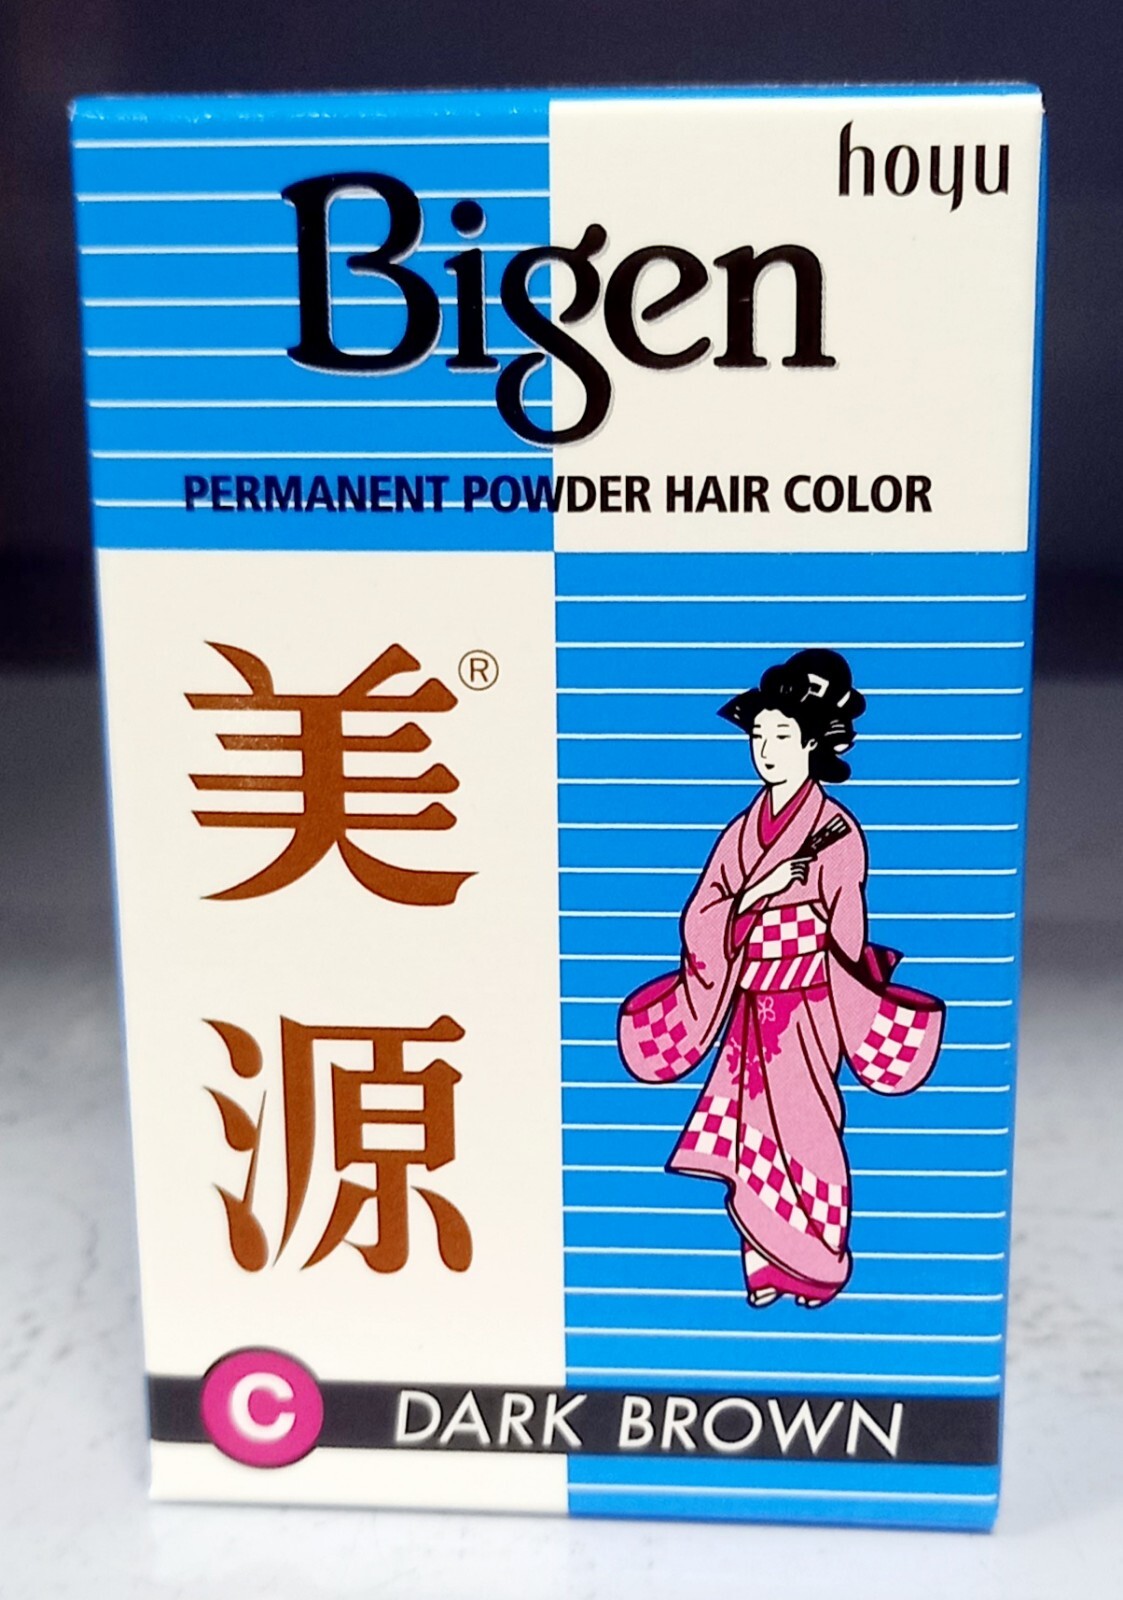 hoyu
Bigen
PERMANENT POWDER HAIR COLOR
美®
源
C DARK BROWN